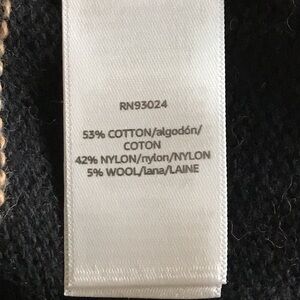 RN93024
53% COTTON/algodón/
COTON
42% NYLON/nylon/NYLON
5% WOOL/lana/LAINE